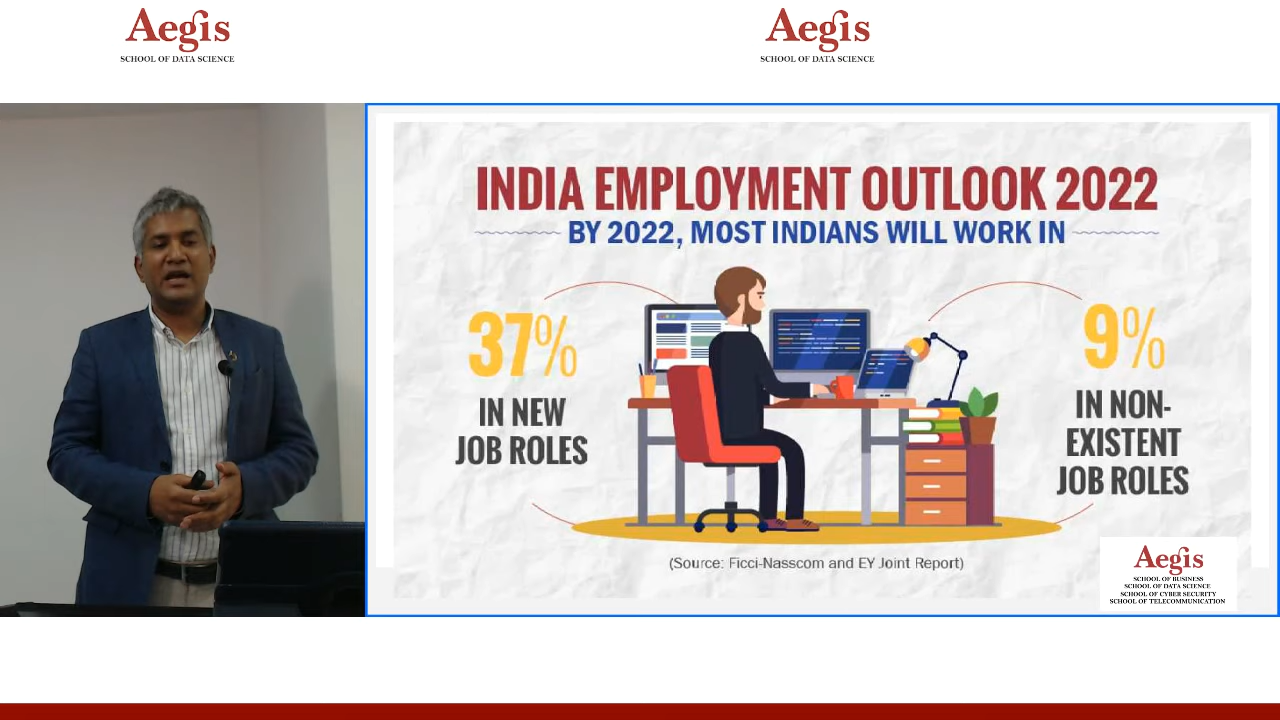 Aegis
SCHOOL OF DATA SCIENCE
Aegis
SCHOOL OF DATA SCIENCE
INDIA EMPLOYMENT OUTLOOK 2022
BY 2022, MOST INDIANS WILL WORK IN
37%
IN NEW
JOB ROLES
9%
IN NON-
EXISTENT
JOB ROLES
(Source: Ficci-Nasscom and EY Joint Report)
Aegis
SCHOOL OF BUSINESS
SCHOOL OF DATA SCIENCE
SCHOOL OF CYBER SECURITY
SCHOOL OF TELECOMMUNICATION